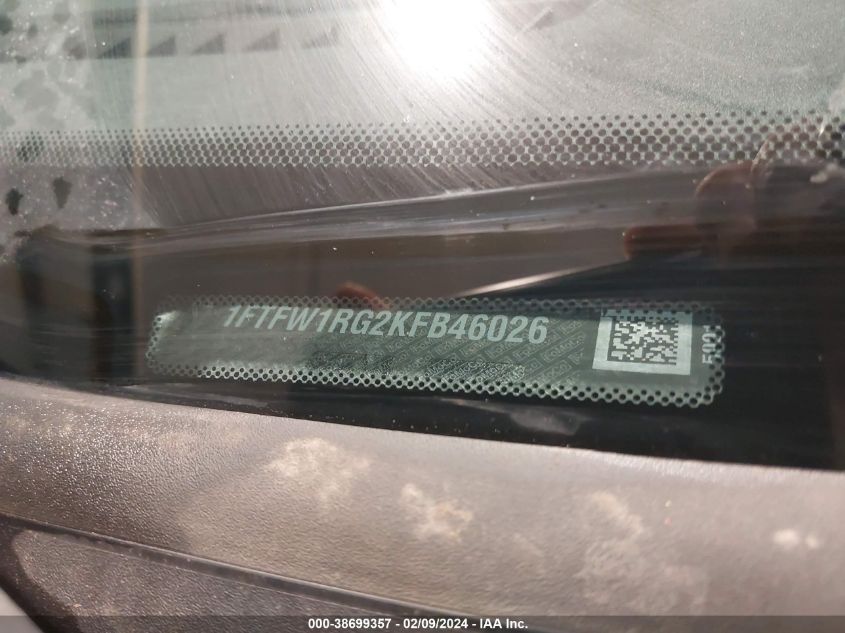 1FTFW1RG2KFB46026
000-38699357 - 02/09/2024 - IAA Inc.